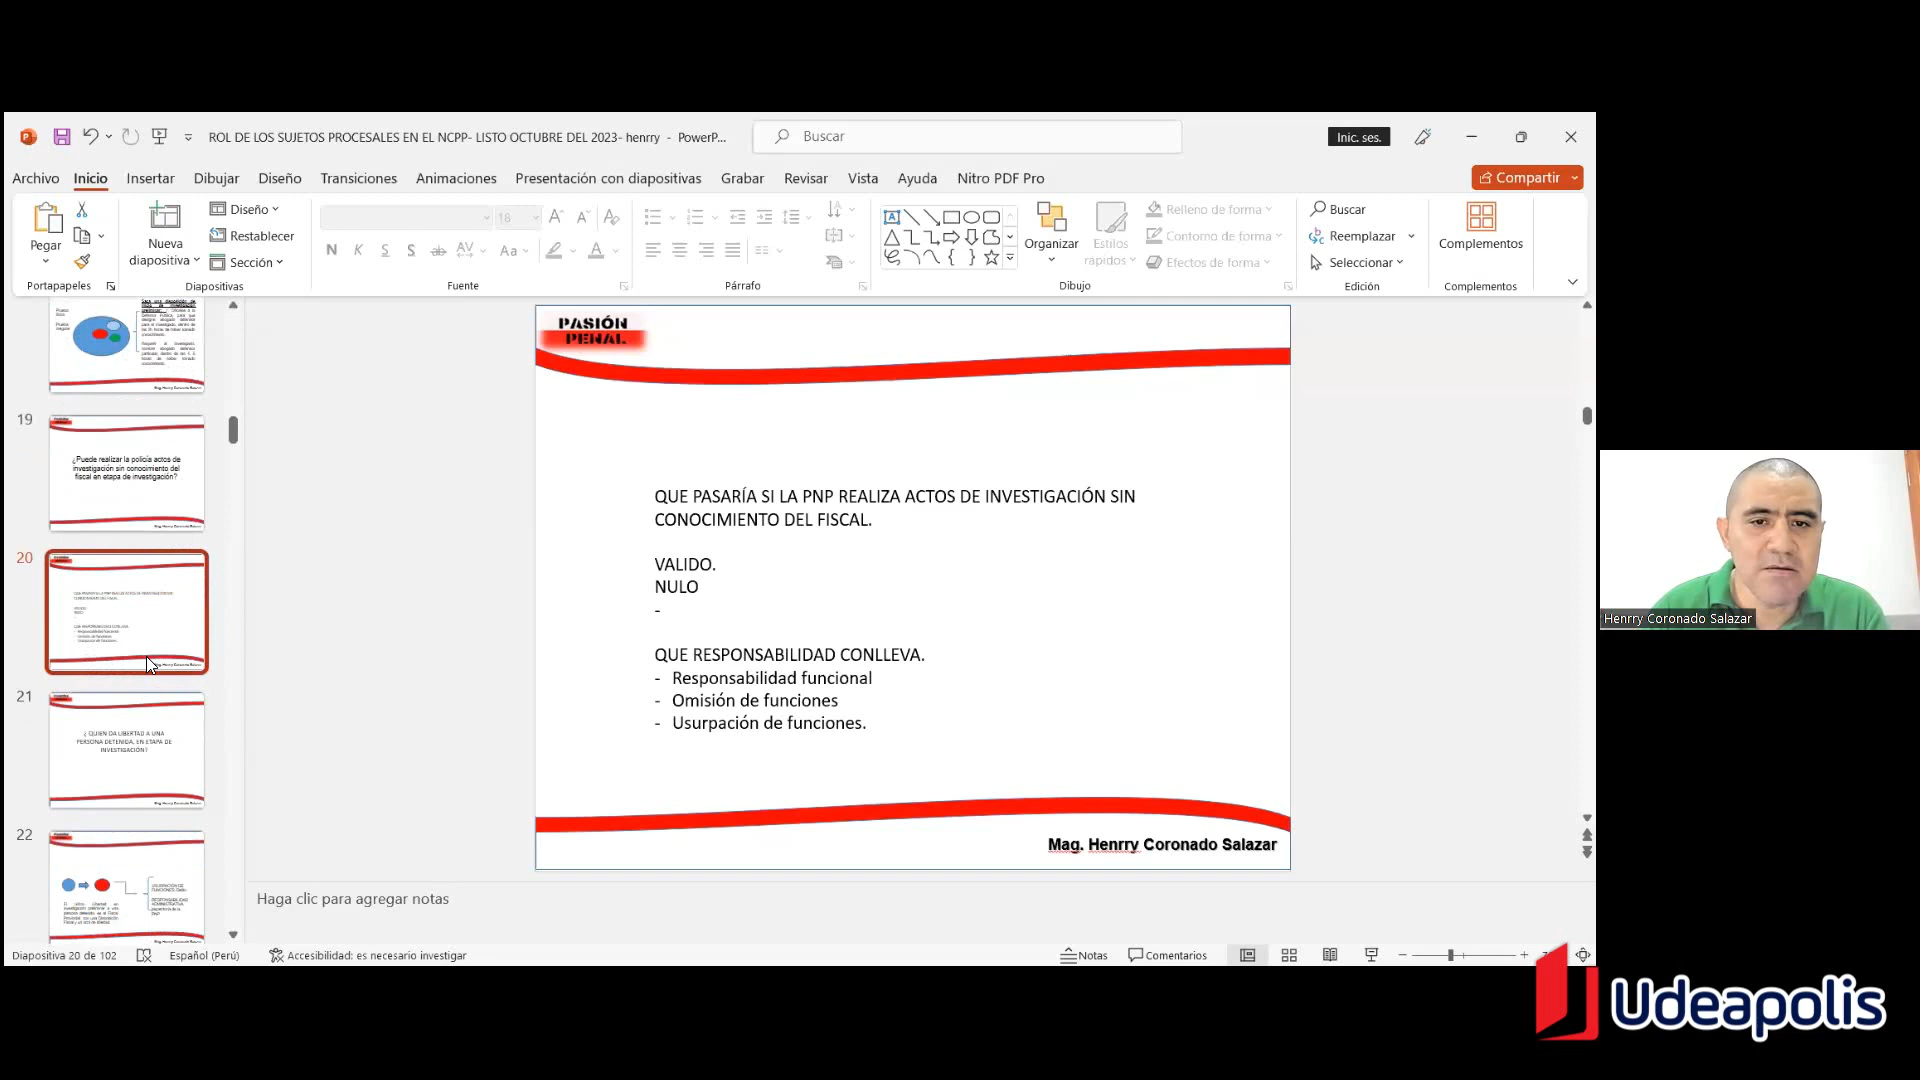 ROL DE LOS SUJETOS PROCESALES EN EL NCPP- LISTO OCTUBRE DEL 2023- henrry - PowerP...
Buscar
Inic. ses.
Archivo Inicio Insertar Dibujar Diseño Transiciones Animaciones Presentación con diapositivas Grabar Revisar Vista Ayuda Nitro PDF Pro
Compartir
Pegar
Nueva diapositiva
Diseño
Restablecer
Sección
18
N K S S ab AV Aa A
Organizar
Estilos rápidos
Relleno de forma
Contorno de forma
Efectos de forma
Buscar
Reemplazar
Seleccionar
Complementos
Portapapeles Diapositivas Fuente Párrafo Dibujo Edición Complementos
19
¿Puede realizar la policía actos de
investigación sin conocimiento del
fiscal en etapa de investigación?
20
21
¿ QUIEN DA LIBERTAD A UNA
PERSONA DETENIDA, EN ETAPA DE
INVESTIGACIÓN?
22
PASIÓN
PENAL
QUE PASARÍA SI LA PNP REALIZA ACTOS DE INVESTIGACIÓN SIN
CONOCIMIENTO DEL FISCAL.
VALIDO.
NULO
-
QUE RESPONSABILIDAD CONLLEVA.
- Responsabilidad funcional
- Omisión de funciones
- Usurpación de funciones.
Mag. Henrry Coronado Salazar
Haga clic para agregar notas
Diapositiva 20 de 102 Español (Perú) Accesibilidad: es necesario investigar Notas Comentarios
Henrry Coronado Salazar
Udeapolis